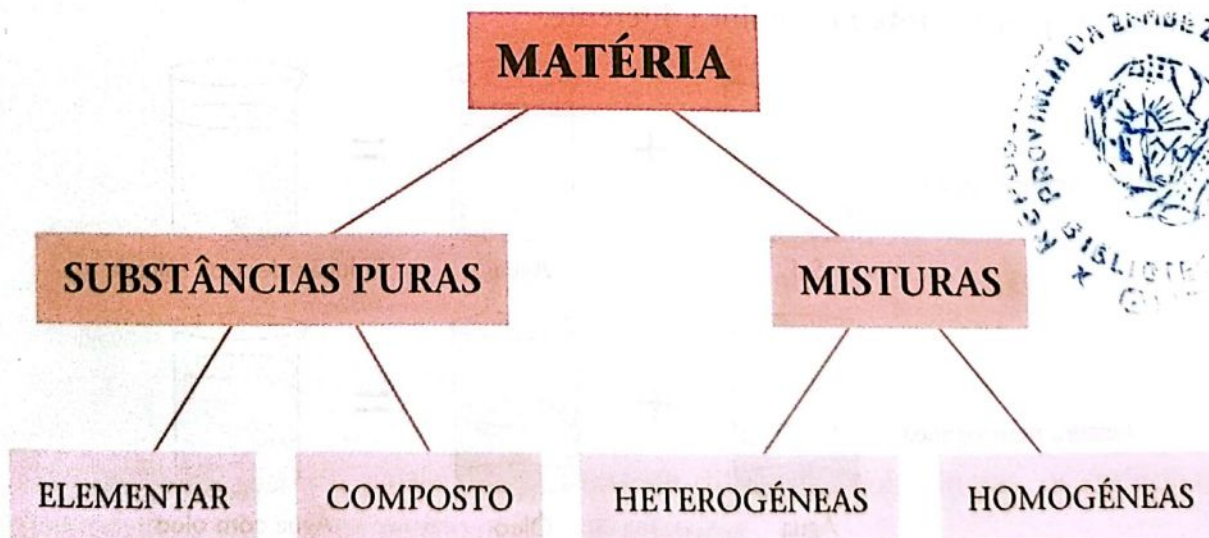 MATÉRIA
SUBSTÂNCIAS PURAS
MISTURAS
ELEMENTAR
COMPOSTO
HETEROGÉNEAS
HOMOGÉNEAS